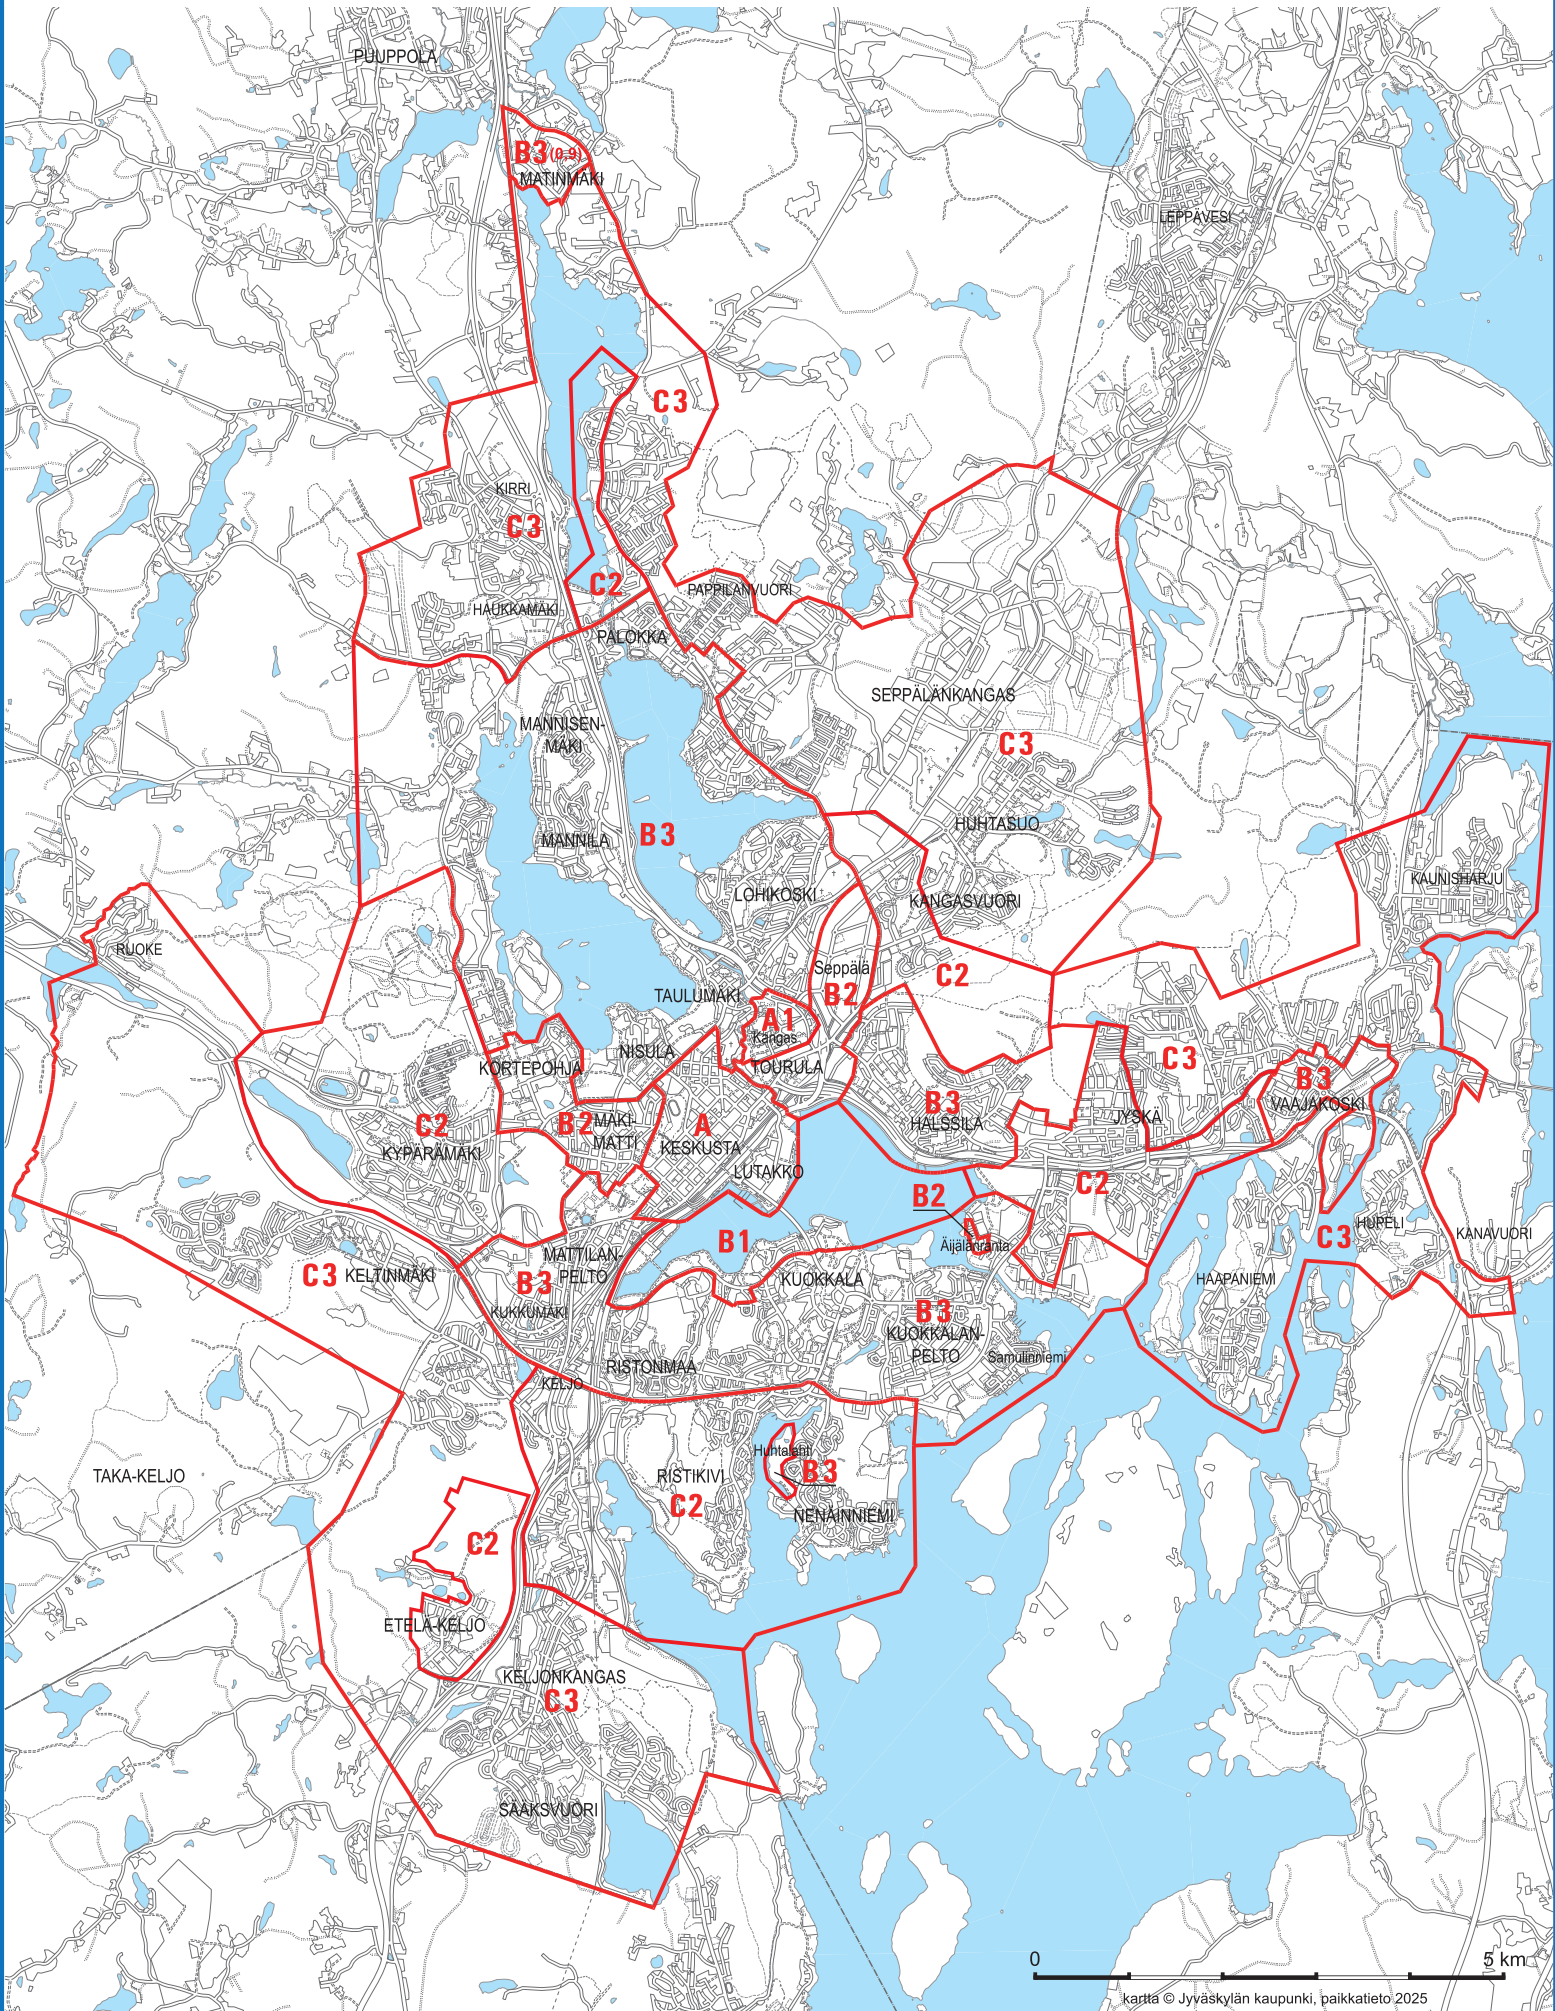 PUUPPOLA
B3(0,9)
MATINMÄKI
LEPPÄVESI
C3
KIRRI
C3
C2
PAPPILANVUORI
HAUKKAMÄKI
PALOKKA
SEPPÄLÄNKANGAS
MANNISEN-
MÄKI
C3
HUHTASUO
B3
MANNILA
KAUNISHARJU
LOHIKOSKI
KANGASVUORI
RUOKE
Seppälä
C2
B2
TAULUMÄKI
A1
Kangas
NISULA
TOURULA
KORTEPOHJA
C3
B3
VAAJAKOSKI
B3
HALSSILA
JYSKÄ
C2
KYPÄRÄMÄKI
B2
MÄKI-
MATTI
A
KESKUSTA
LUTAKKO
C2
B2
A
Äijälänranta
C3
HUPELI
KANAVUORI
B1
MATTILAN-
PELTO
C3
KELTINMÄKI
B3
KUKKUMÄKI
KUOKKALA
HAAPANIEMI
B3
KUOKKALAN-
PELTO
Samulinniemi
RISTONMAA
KELJO
Huhtalahti
B3
TAKA-KELJO
RISTIKIVI
C2
NENÄINNIEMI
C2
ETELÄ-KELJO
KELJONKANGAS
C3
SÄÄKSVUORI
0
5 km
kartta © Jyväskylän kaupunki, paikkatieto 2025